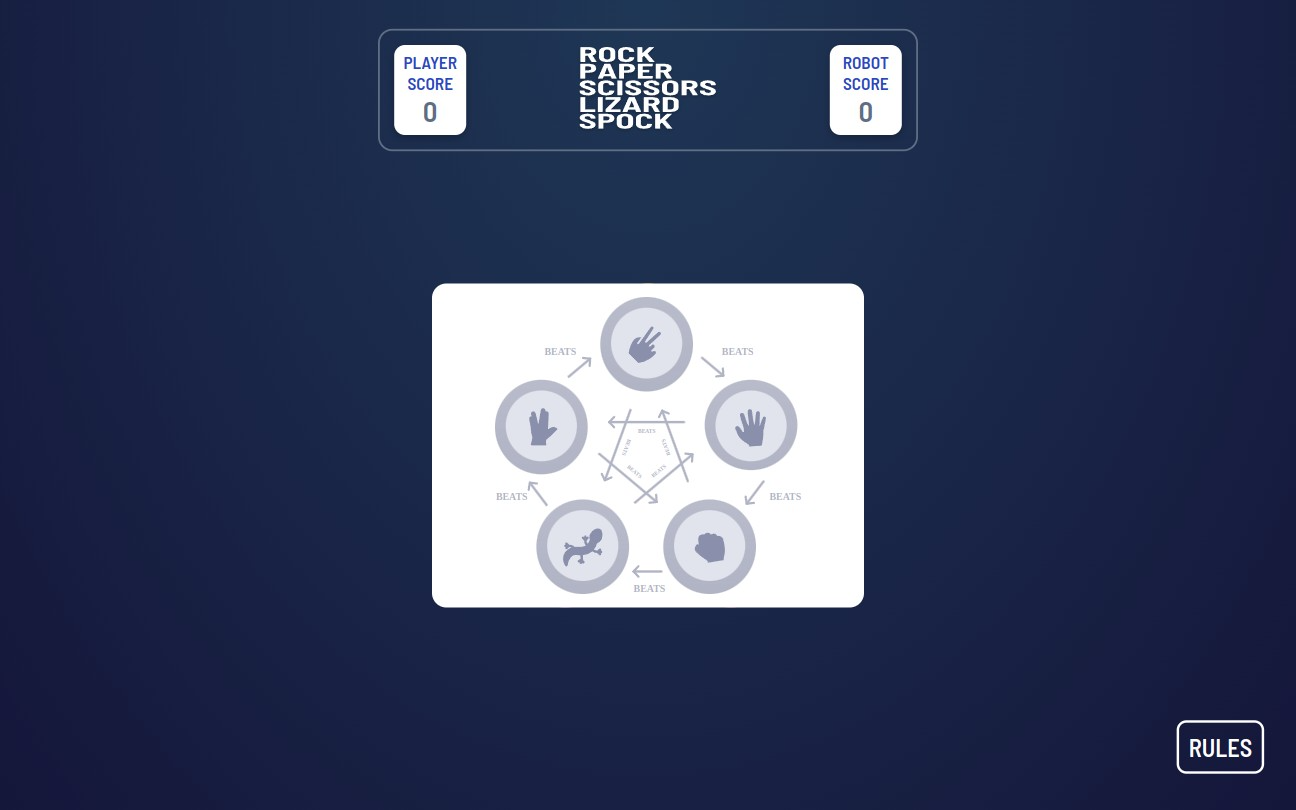 PLAYER
SCORE
0
ROCK
PAPER
SCISSORS
LIZARD
SPOCK
ROBOT
SCORE
0
BEATS
BEATS
BEATS
BEATS
BEATS
BEATS
BEATS
BEATS
BEATS
BEATS
RULES